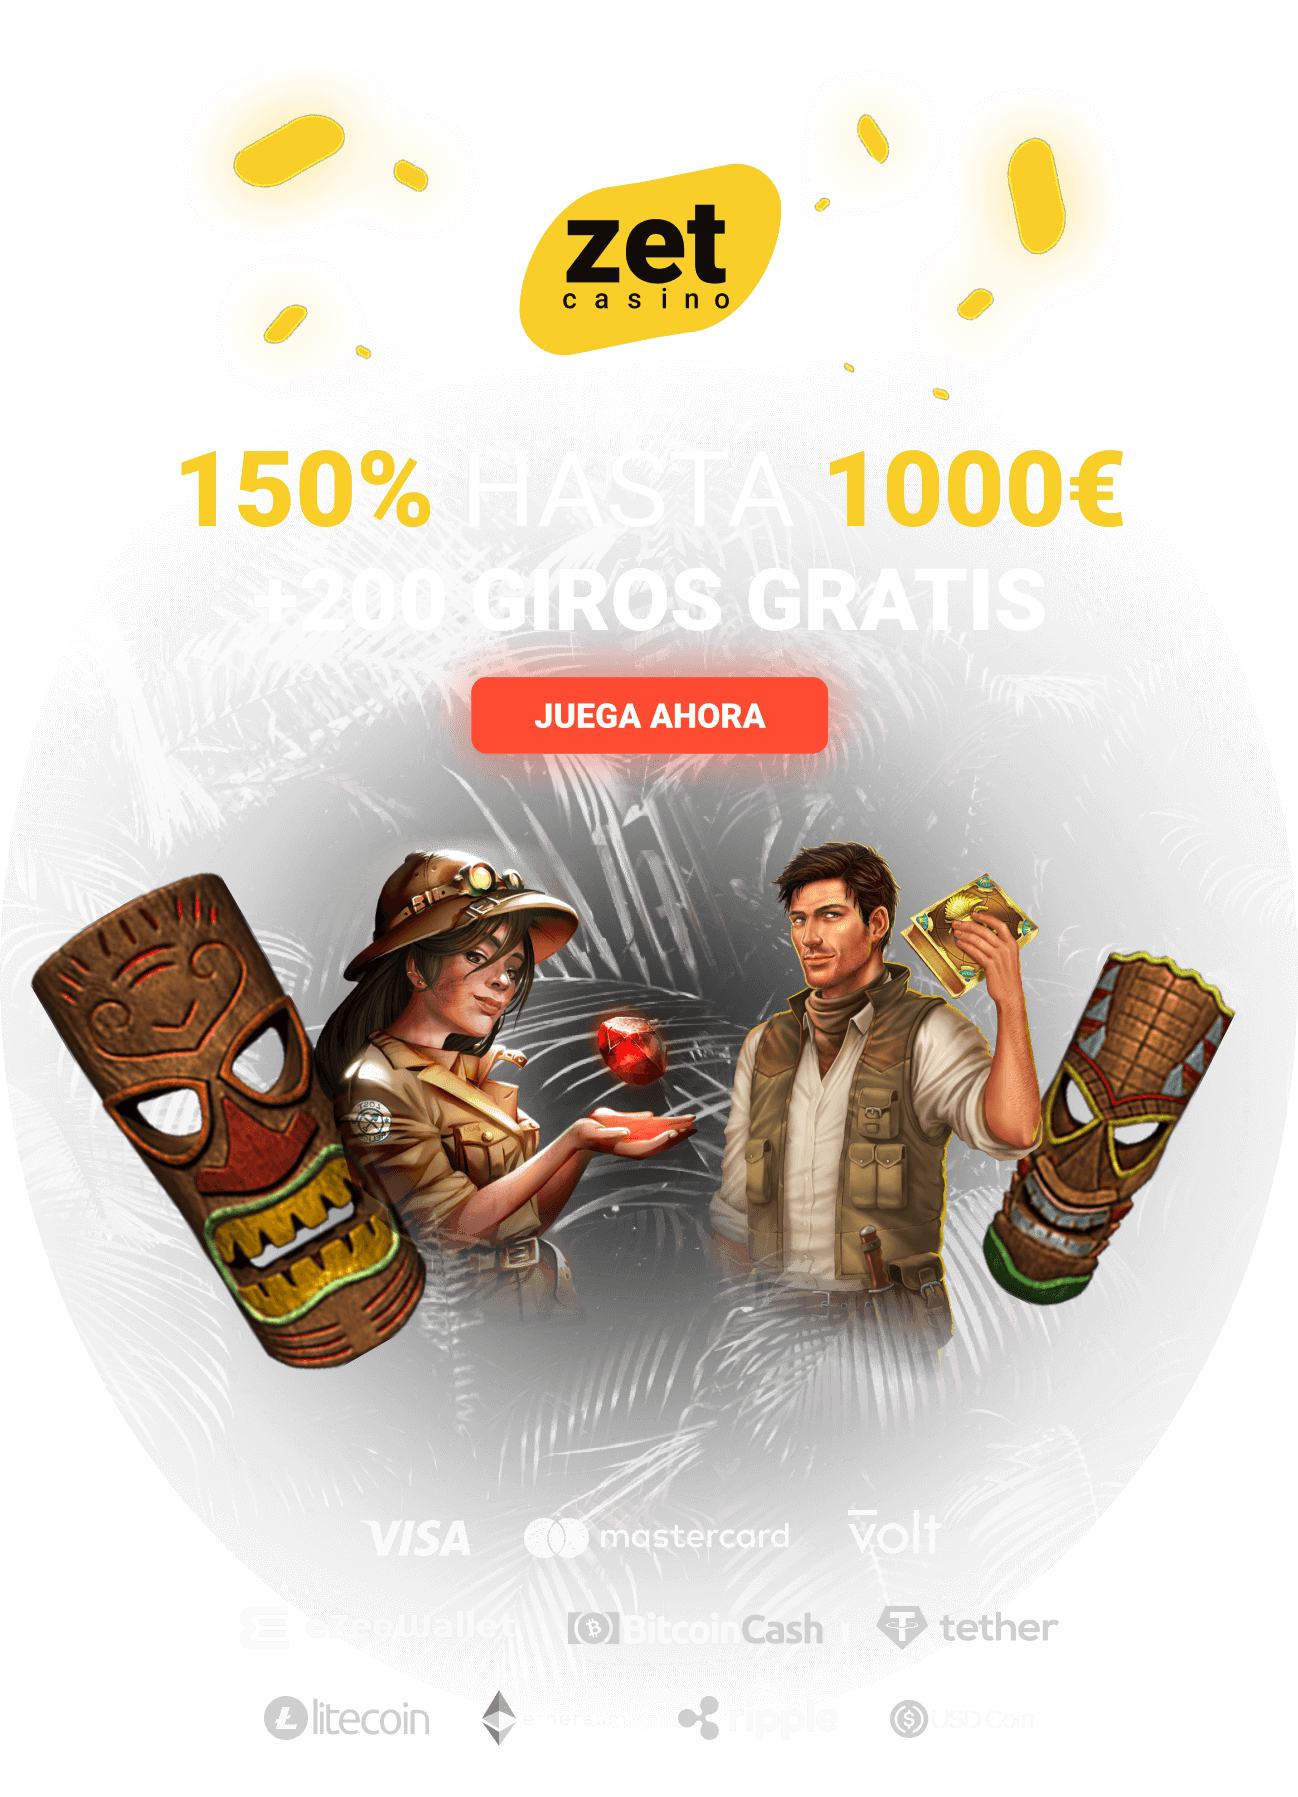 zet
casino
150% HASTA 1000€
+200 GIROS GRATIS
JUEGA AHORA
VISA mastercard volt
eZeeWallet BitcoinCash tether
litecoin ethereum ripple USD Coin